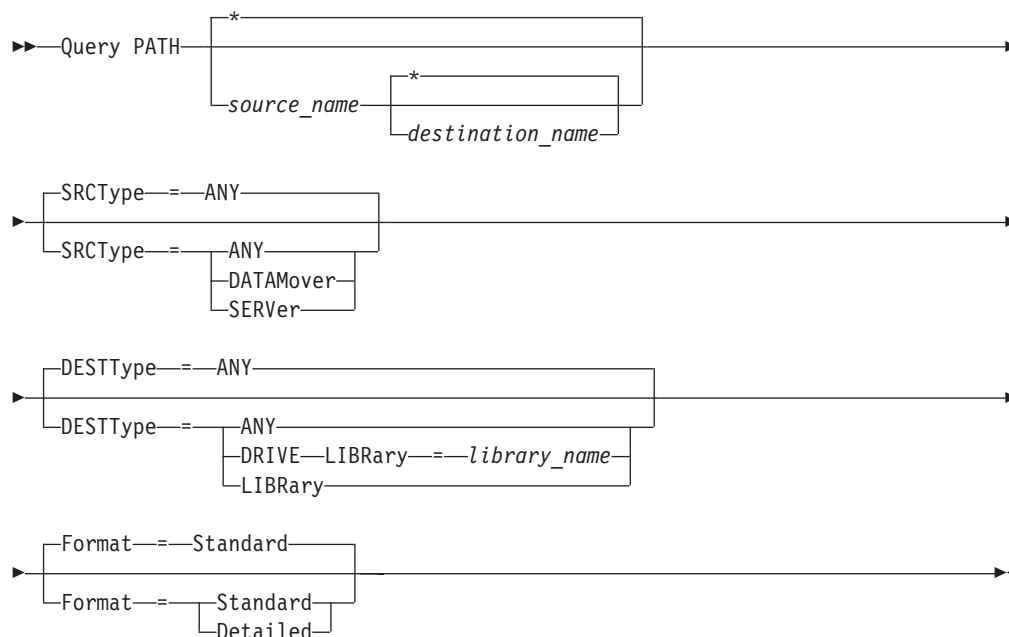 *
Query PATH
*
source_name
destination_name
SRCType = ANY
SRCType = ANY
DATAMover
SERVer
DESTType = ANY
DESTType = ANY
DRIVE LIBRary = library_name
LIBRary
Format = Standard
Format = Standard
Detailed